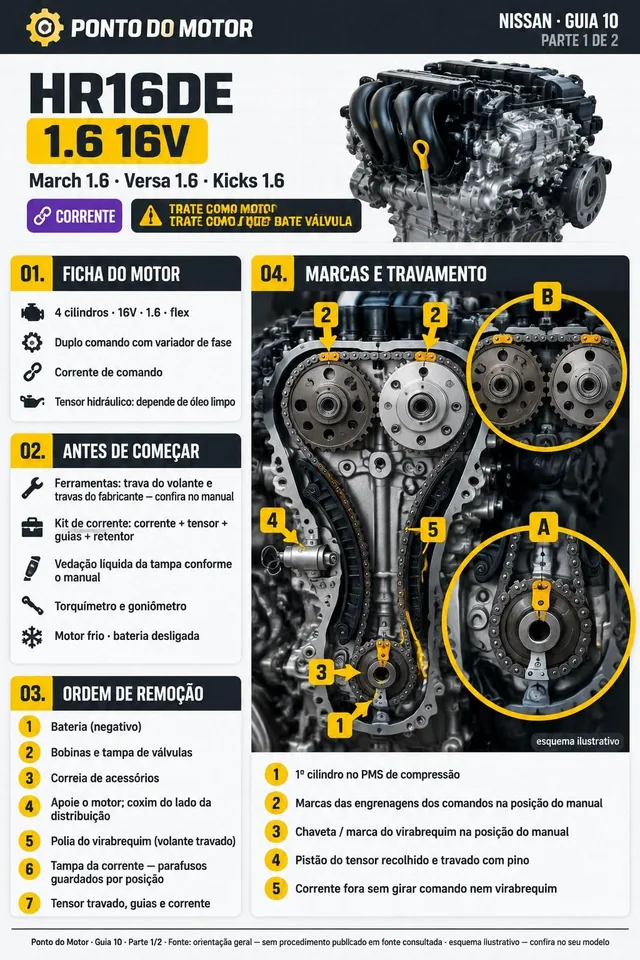 PONTO DO MOTOR
NISSAN · GUIA 10
PARTE 1 DE 2
HR16DE
1.6 16V
March 1.6 · Versa 1.6 · Kicks 1.6
CORRENTE
TRATE COMO MOTOR
TRATE COMO QUE BATE VÁLVULA
01. FICHA DO MOTOR
4 cilindros · 16V · 1.6 · flex
Duplo comando com variador de fase
Corrente de comando
Tensor hidráulico: depende de óleo limpo
02. ANTES DE COMEÇAR
Ferramentas: trava do volante e
travas do fabricante – confira no manual
Kit de corrente: corrente + tensor +
guias + retentor
Vedação líquida da tampa conforme
o manual
Torquímetro e goniômetro
Motor frio · bateria desligada
03. ORDEM DE REMOÇÃO
1 Bateria (negativo)
2 Bobinas e tampa de válvulas
3 Correia de acessórios
4 Apoie o motor; coxim do lado da
distribuição
5 Polia do virabrequim (volante travado)
6 Tampa da corrente – parafusos
guardados por posição
7 Tensor travado, guias e corrente
04. MARCAS E TRAVAMENTO
2
2
B
4
5
A
3
1
esquema ilustrativo
1 1º cilindro no PMS de compressão
2 Marcas das engrenagens dos comandos na posição do manual
3 Chaveta / marca do virabrequim na posição do manual
4 Pistão do tensor recolhido e travado com pino
5 Corrente fora sem girar comando nem virabrequim
Ponto do Motor · Guia 10 · Parte 1/2 · Fonte: orientação geral – sem procedimento publicado em fonte consultada · esquema ilustrativo – confira no seu modelo